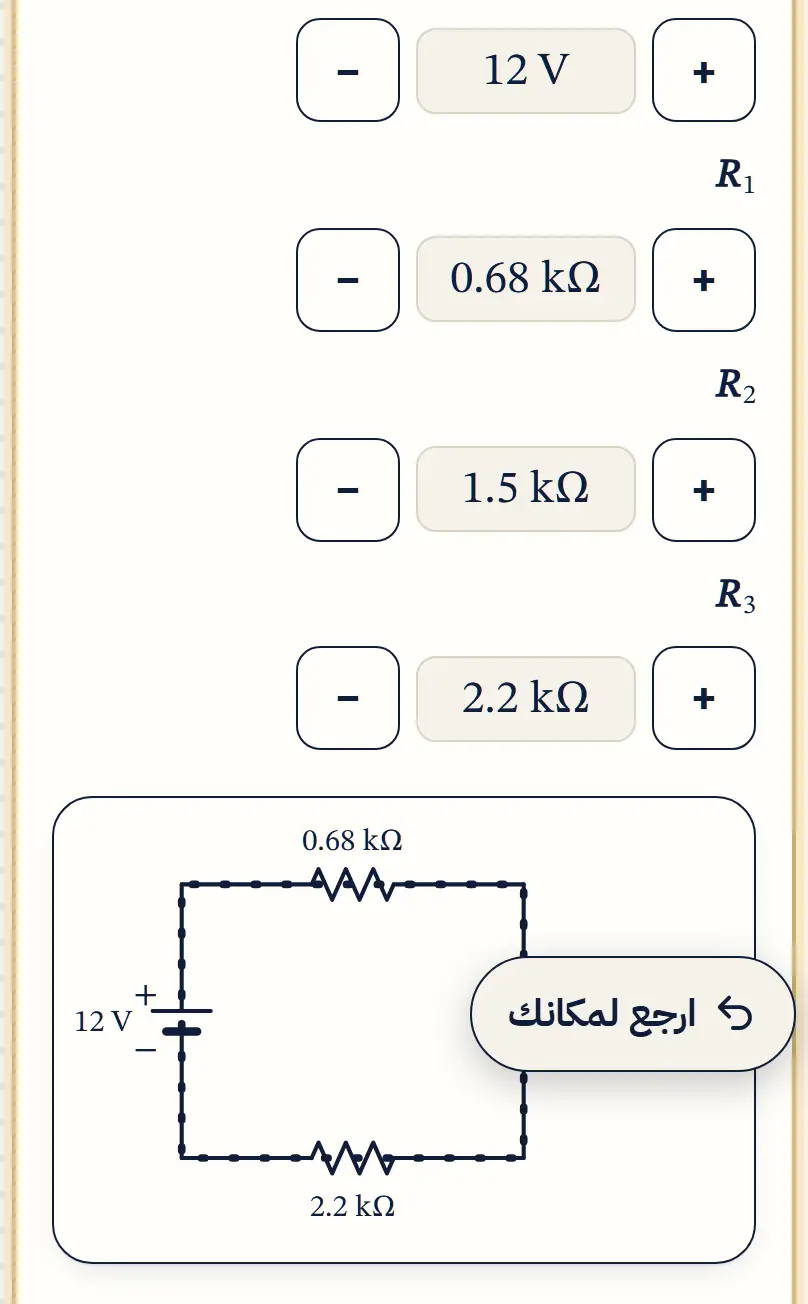 − 12 V +
R1
− 0.68 kΩ +
R2
− 1.5 kΩ +
R3
− 2.2 kΩ +
0.68 kΩ
+
12 V
−
ارجع لمكانك
2.2 kΩ